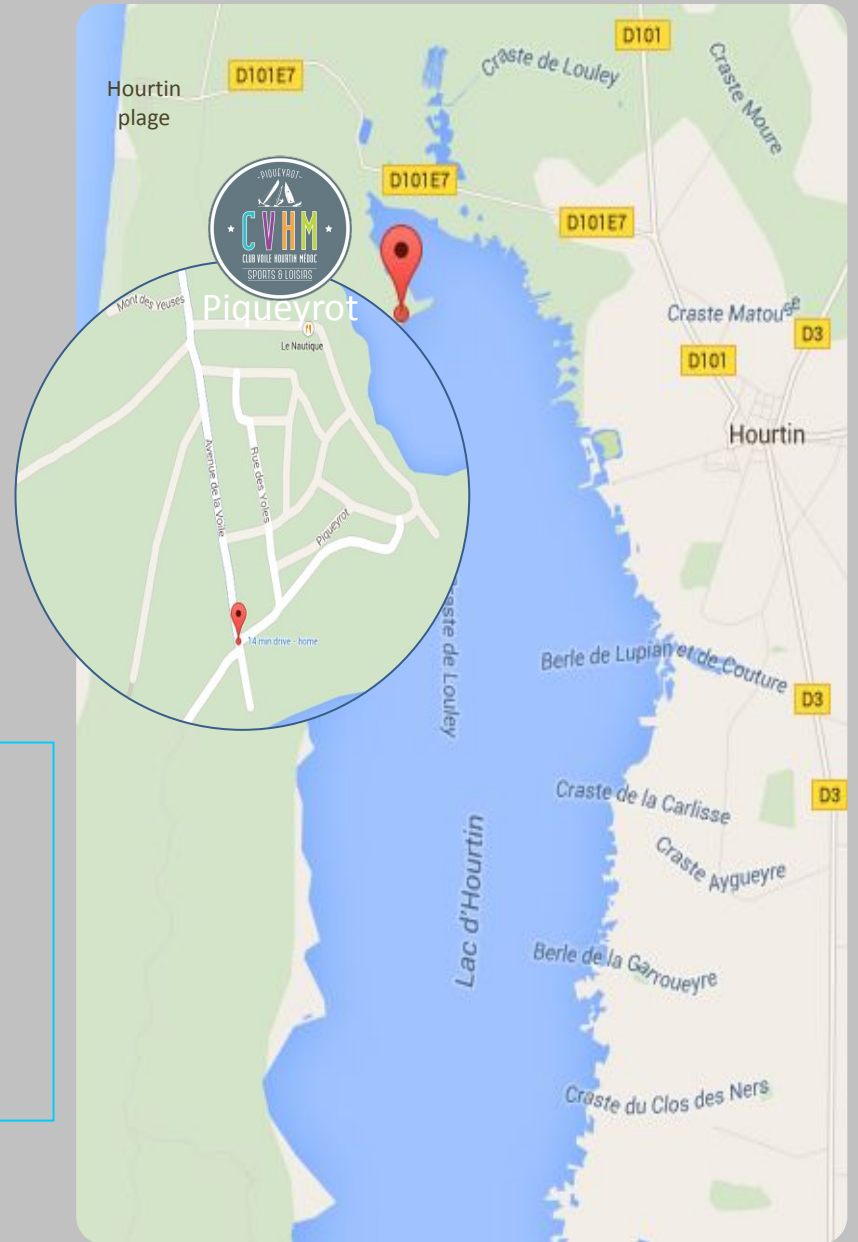 D101
Craste de Louley
Craste Moure
D101E7
Hourtin
plage
D101E7
D101E7
-PIQUEYROT-
CVHM
CLUB VOILE HOURTIN MÉDOC
SPORTS & LOISIRS
Piqueyrot
Mont des Yeuses
Le Nautique
Craste Matouse
D3
D101
Hourtin
Avenue de la Voile
Rue des Yoles
Piqueyrot
14 min drive - home
Craste de Louley
Berle de Lupian et de Couture
D3
Craste de la Carlisse
D3
Craste Aygueyre
Lac d'Hourtin
Berle de la Garroueyre
Craste du Clos des Ners